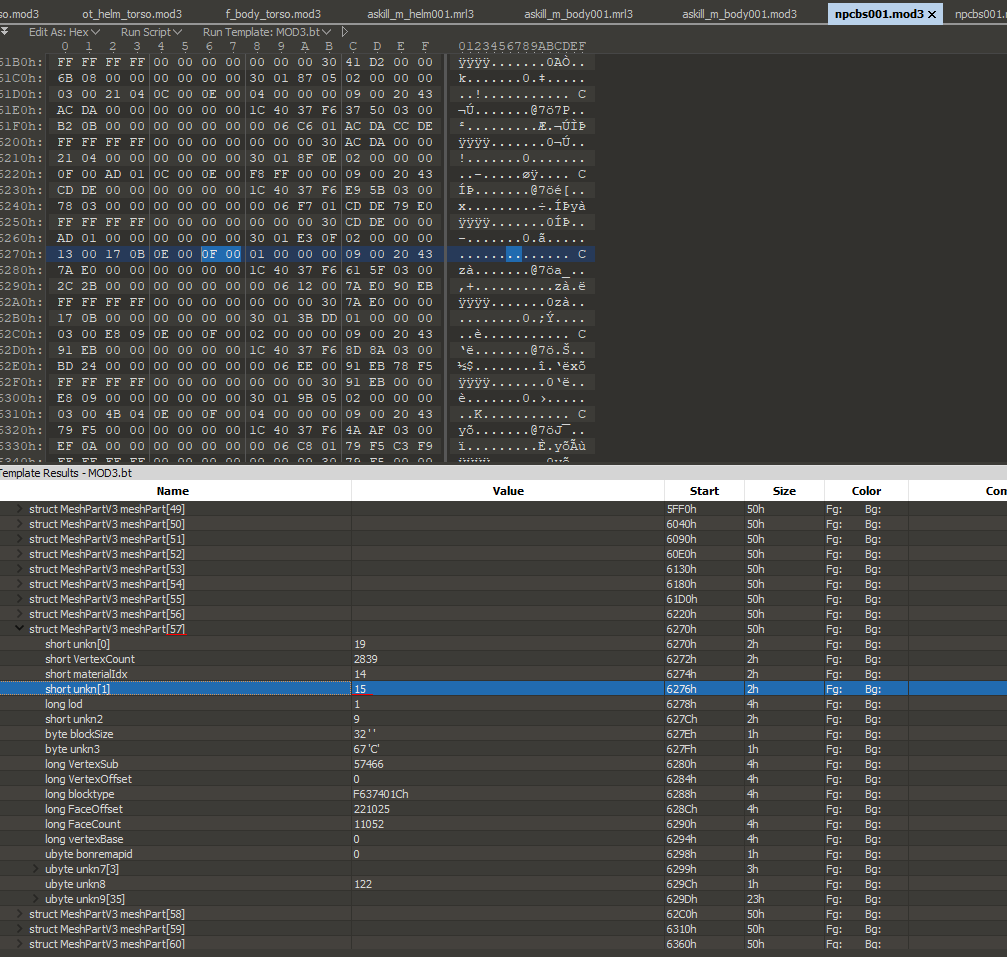 so.mod3 ot_helm_torso.mod3 f_body_torso.mod3 askill_m_helm001.mrl3 askill_m_body001.mrl3 askill_m_body001.mod3 npcbs001.mod3 × npcbs001.
Edit As: Hex Run Script Run Template: MOD3.bt
0 1 2 3 4 5 6 7 8 9 A B C D E F 0123456789ABCDEF
61B0h: FF FF FF FF 00 00 00 00 00 00 00 30 41 D2 00 00 ÿÿÿÿ.......0AÒ..
61C0h: 6B 08 00 00 00 00 00 00 30 01 87 05 02 00 00 00 k.......0.‡.....
61D0h: 03 00 21 04 0C 00 0E 00 04 00 00 00 09 00 20 43 ..!........... C
61E0h: AC DA 00 00 00 00 00 00 1C 40 37 F6 37 50 03 00 ¬Ú.......@7ö7P..
61F0h: B2 0B 00 00 00 00 00 00 00 06 C6 01 AC DA CC DE ².........Æ.¬ÚÌÞ
6200h: FF FF FF FF 00 00 00 00 00 00 00 30 AC DA 00 00 ÿÿÿÿ.......0¬Ú..
6210h: 21 04 00 00 00 00 00 00 30 01 8F 0E 02 00 00 00 !.......0.......
6220h: 0F 00 AD 01 0C 00 0E 00 F8 FF 00 00 09 00 20 43 ..-.....øÿ.... C
6230h: CD DE 00 00 00 00 00 00 1C 40 37 F6 E9 5B 03 00 ÍÞ.......@7öé[..
6240h: 78 03 00 00 00 00 00 00 00 06 F7 01 CD DE 79 E0 x.........÷.ÍÞyà
6250h: FF FF FF FF 00 00 00 00 00 00 00 30 CD DE 00 00 ÿÿÿÿ.......0ÍÞ..
6260h: AD 01 00 00 00 00 00 00 30 01 E3 0F 02 00 00 00 -.......0.ã.....
6270h: 13 00 17 0B 0E 00 0F 00 01 00 00 00 09 00 20 43 .............. C
6280h: 7A E0 00 00 00 00 00 00 1C 40 37 F6 61 5F 03 00 zà.......@7öa_..
6290h: 2C 2B 00 00 00 00 00 00 00 06 12 00 7A E0 90 EB ,+..........zà.ë
62A0h: FF FF FF FF 00 00 00 00 00 00 00 30 7A E0 00 00 ÿÿÿÿ.......0zà..
62B0h: 17 0B 00 00 00 00 00 00 30 01 3B DD 01 00 00 00 ........0.;Ý....
62C0h: 03 00 E8 09 0E 00 0F 00 02 00 00 00 09 00 20 43 ..è........... C
62D0h: 91 EB 00 00 00 00 00 00 1C 40 37 F6 8D 8A 03 00 ‘ë.......@7ö.Š..
62E0h: BD 24 00 00 00 00 00 00 00 06 EE 00 91 EB 78 F5 ½$........î.‘ëxõ
62F0h: FF FF FF FF 00 00 00 00 00 00 00 30 91 EB 00 00 ÿÿÿÿ.......0‘ë..
6300h: E8 09 00 00 00 00 00 00 30 01 9B 05 02 00 00 00 è.......0.›.....
6310h: 03 00 4B 04 0E 00 0F 00 04 00 00 00 09 00 20 43 ..K........... C
6320h: 79 F5 00 00 00 00 00 00 1C 40 37 F6 4A AF 03 00 yõ.......@7öJ¯..
6330h: EF 0A 00 00 00 00 00 00 00 06 C8 01 79 F5 C3 F9 ï.........È.yõÃù
Template Results - MOD3.bt
Name Value Start Size Color Con
struct MeshPartV3 meshPart[49] 5FF0h 50h Fg: Bg:
struct MeshPartV3 meshPart[50] 6040h 50h Fg: Bg:
struct MeshPartV3 meshPart[51] 6090h 50h Fg: Bg:
struct MeshPartV3 meshPart[52] 60E0h 50h Fg: Bg:
struct MeshPartV3 meshPart[53] 6130h 50h Fg: Bg:
struct MeshPartV3 meshPart[54] 6180h 50h Fg: Bg:
struct MeshPartV3 meshPart[55] 61D0h 50h Fg: Bg:
struct MeshPartV3 meshPart[56] 6220h 50h Fg: Bg:
struct MeshPartV3 meshPart[57] 6270h 50h Fg: Bg:
short unkn[0] 19 6270h 2h Fg: Bg:
short VertexCount 2839 6272h 2h Fg: Bg:
short materialIdx 14 6274h 2h Fg: Bg:
short unkn[1] 15 6276h 2h Fg: Bg:
long lod 1 6278h 4h Fg: Bg:
short unkn2 9 627Ch 2h Fg: Bg:
byte blockSize 32 ' ' 627Eh 1h Fg: Bg:
byte unkn3 67 'C' 627Fh 1h Fg: Bg:
long VertexSub 57466 6280h 4h Fg: Bg:
long VertexOffset 0 6284h 4h Fg: Bg:
long blocktype F637401Ch 6288h 4h Fg: Bg:
long FaceOffset 221025 628Ch 4h Fg: Bg:
long FaceCount 11052 6290h 4h Fg: Bg:
long vertexBase 0 6294h 4h Fg: Bg:
ubyte bonremapid 0 6298h 1h Fg: Bg:
ubyte unkn7[3] 6299h 3h Fg: Bg:
ubyte unkn8 122 629Ch 1h Fg: Bg:
ubyte unkn9[35] 629Dh 23h Fg: Bg:
struct MeshPartV3 meshPart[58] 62C0h 50h Fg: Bg:
struct MeshPartV3 meshPart[59] 6310h 50h Fg: Bg:
struct MeshPartV3 meshPart[60] 6360h 50h Fg: Bg: